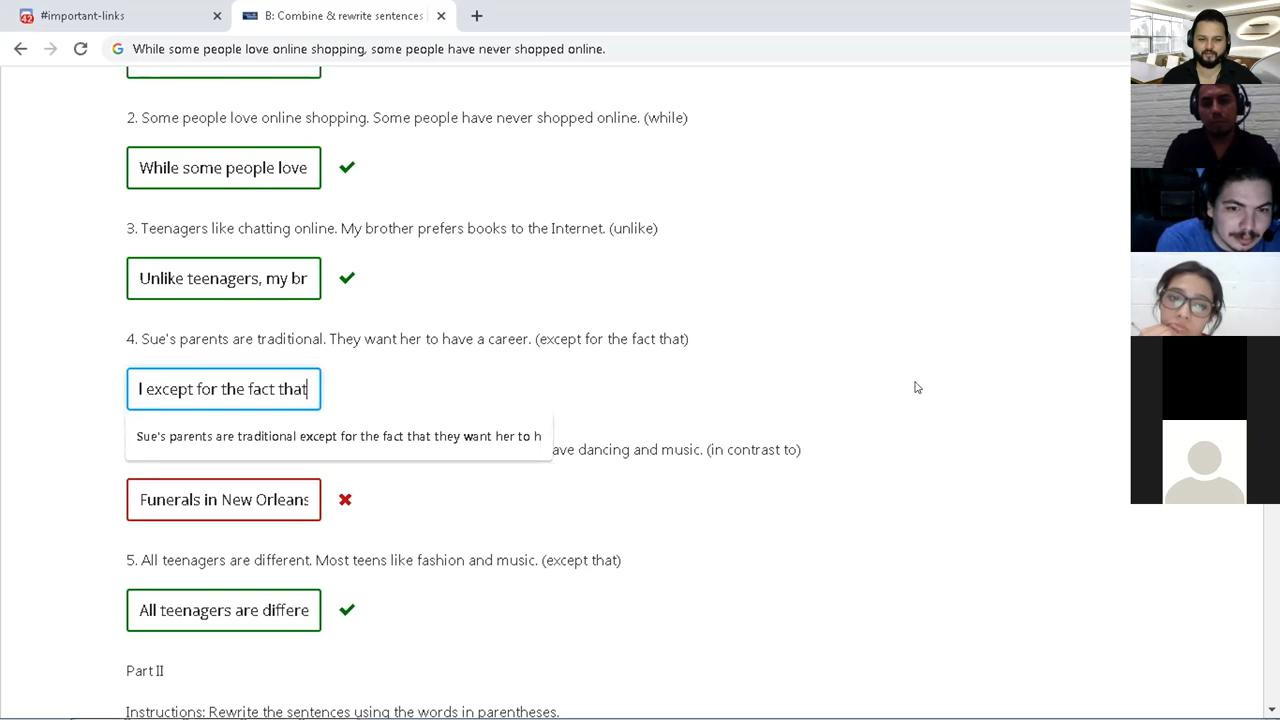 #important-links
B: Combine & rewrite sentences
While some people love online shopping, some people have never shopped online.
2. Some people love online shopping. Some people have never shopped online. (while)
While some people love
3. Teenagers like chatting online. My brother prefers books to the Internet. (unlike)
Unlike teenagers, my br
4. Sue's parents are traditional. They want her to have a career. (except for the fact that)
l except for the fact that
Sue's parents are traditional except for the fact that they want her to h
ave dancing and music. (in contrast to)
Funerals in New Orleans
5. All teenagers are different. Most teens like fashion and music. (except that)
All teenagers are differe
Part II
Instructions: Rewrite the sentences using the words in parentheses.